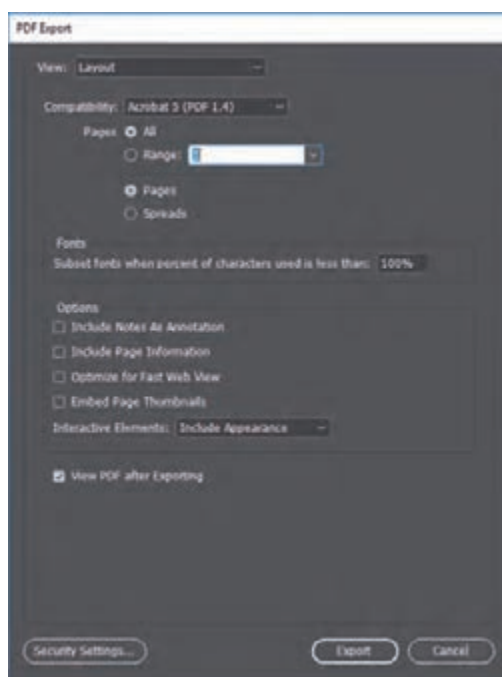 PDF Export
View: Layout
Compatibility: Acrobat 5 (PDF 1.4)
Pages All
Range:
Pages
Spreads
Fonts
Subset fonts when percent of characters used is less than: 100%
Options
Include Notes As Annotation
Include Page Information
Optimize for Fast Web View
Embed Page Thumbnails
Interactive Elements: Include Appearance
View PDF after Exporting
Security Settings... Export Cancel